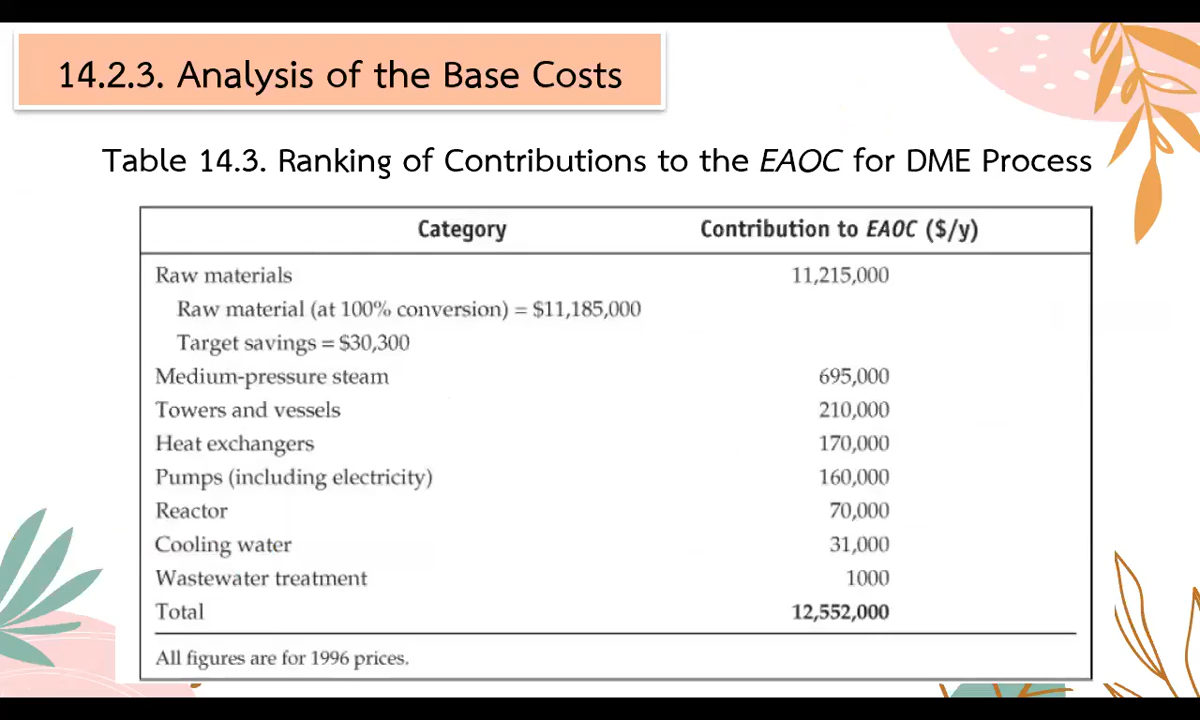 14.2.3. Analysis of the Base Costs
Table 14.3. Ranking of Contributions to the EAOC for DME Process
Category Contribution to EAOC ($/y)
Raw materials 11,215,000
Raw material (at 100% conversion) = $11,185,000
Target savings = $30,300
Medium-pressure steam 695,000
Towers and vessels 210,000
Heat exchangers 170,000
Pumps (including electricity) 160,000
Reactor 70,000
Cooling water 31,000
Wastewater treatment 1000
Total 12,552,000
All figures are for 1996 prices.